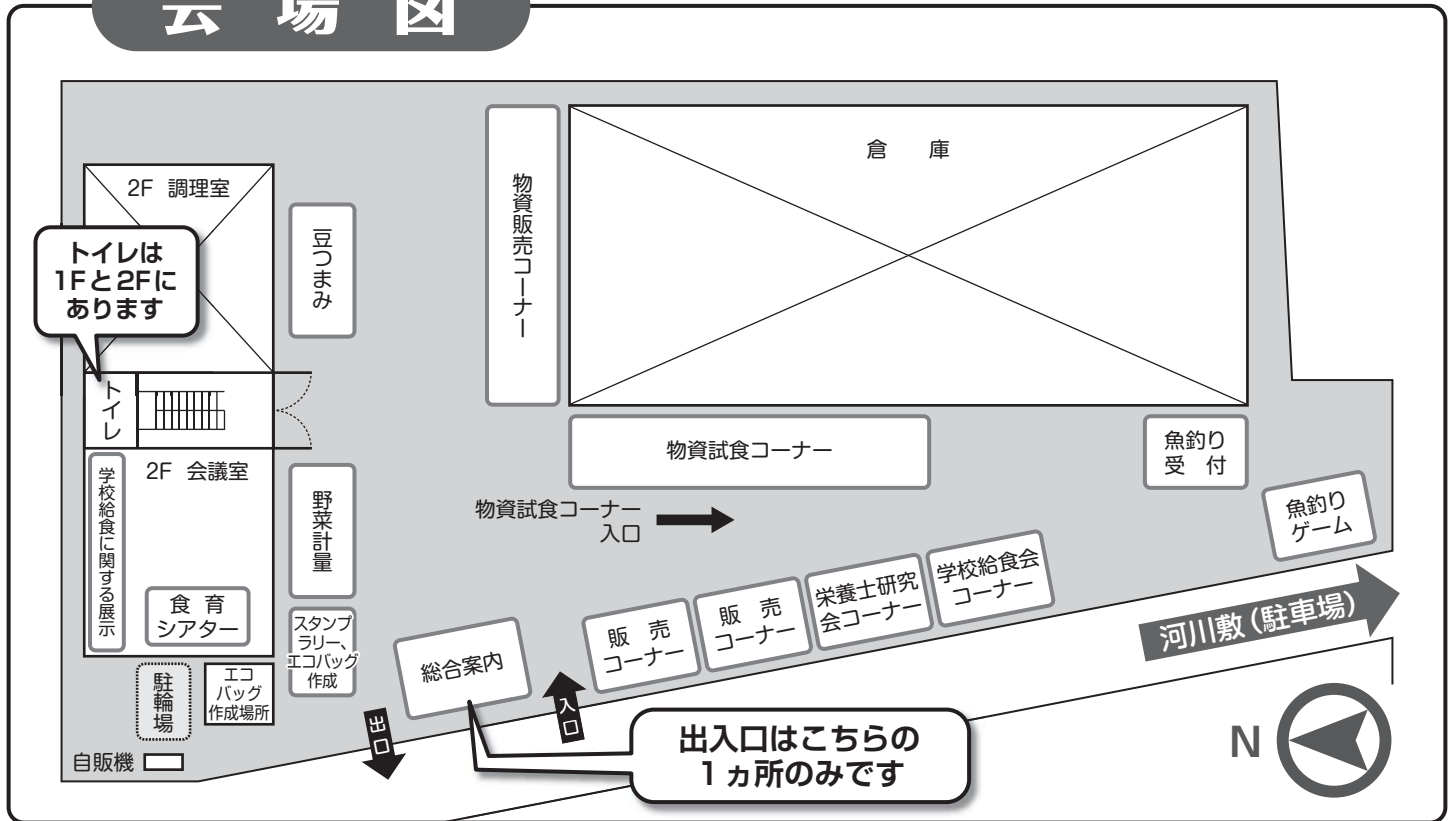 会場図
倉　庫
2F 調理室
トイレは
1Fと2Fに
あります
豆つまみ
物資販売コーナー
トイレ
物資試食コーナー
魚釣り
受　付
2F 会議室
学校給食に関する展示
野菜計量
物資試食コーナー
入口
魚釣り
ゲーム
食 育
シアター
スタンプ
ラリー、
エコバッグ
作成
総合案内
販　売
コーナー
販　売
コーナー
栄養士研究
会コーナー
学校給食会
コーナー
河川敷（駐車場）
駐輪場
エコ
バッグ
作成場所
出口
入口
自販機
出入口はこちらの
1ヵ所のみです
N